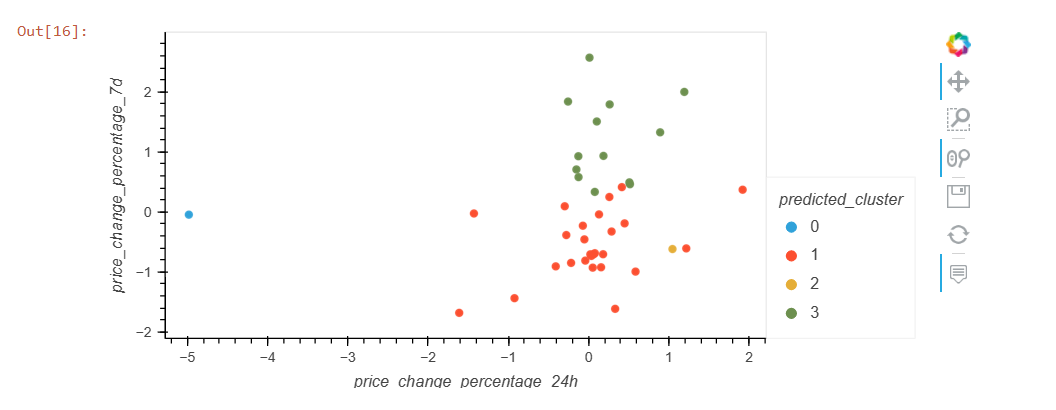 Out[16]:
price_change_percentage_7d
2
1
0
−1
−2
−5 −4 −3 −2 −1 0 1 2
price_change_percentage_24h
predicted_cluster
0
1
2
3